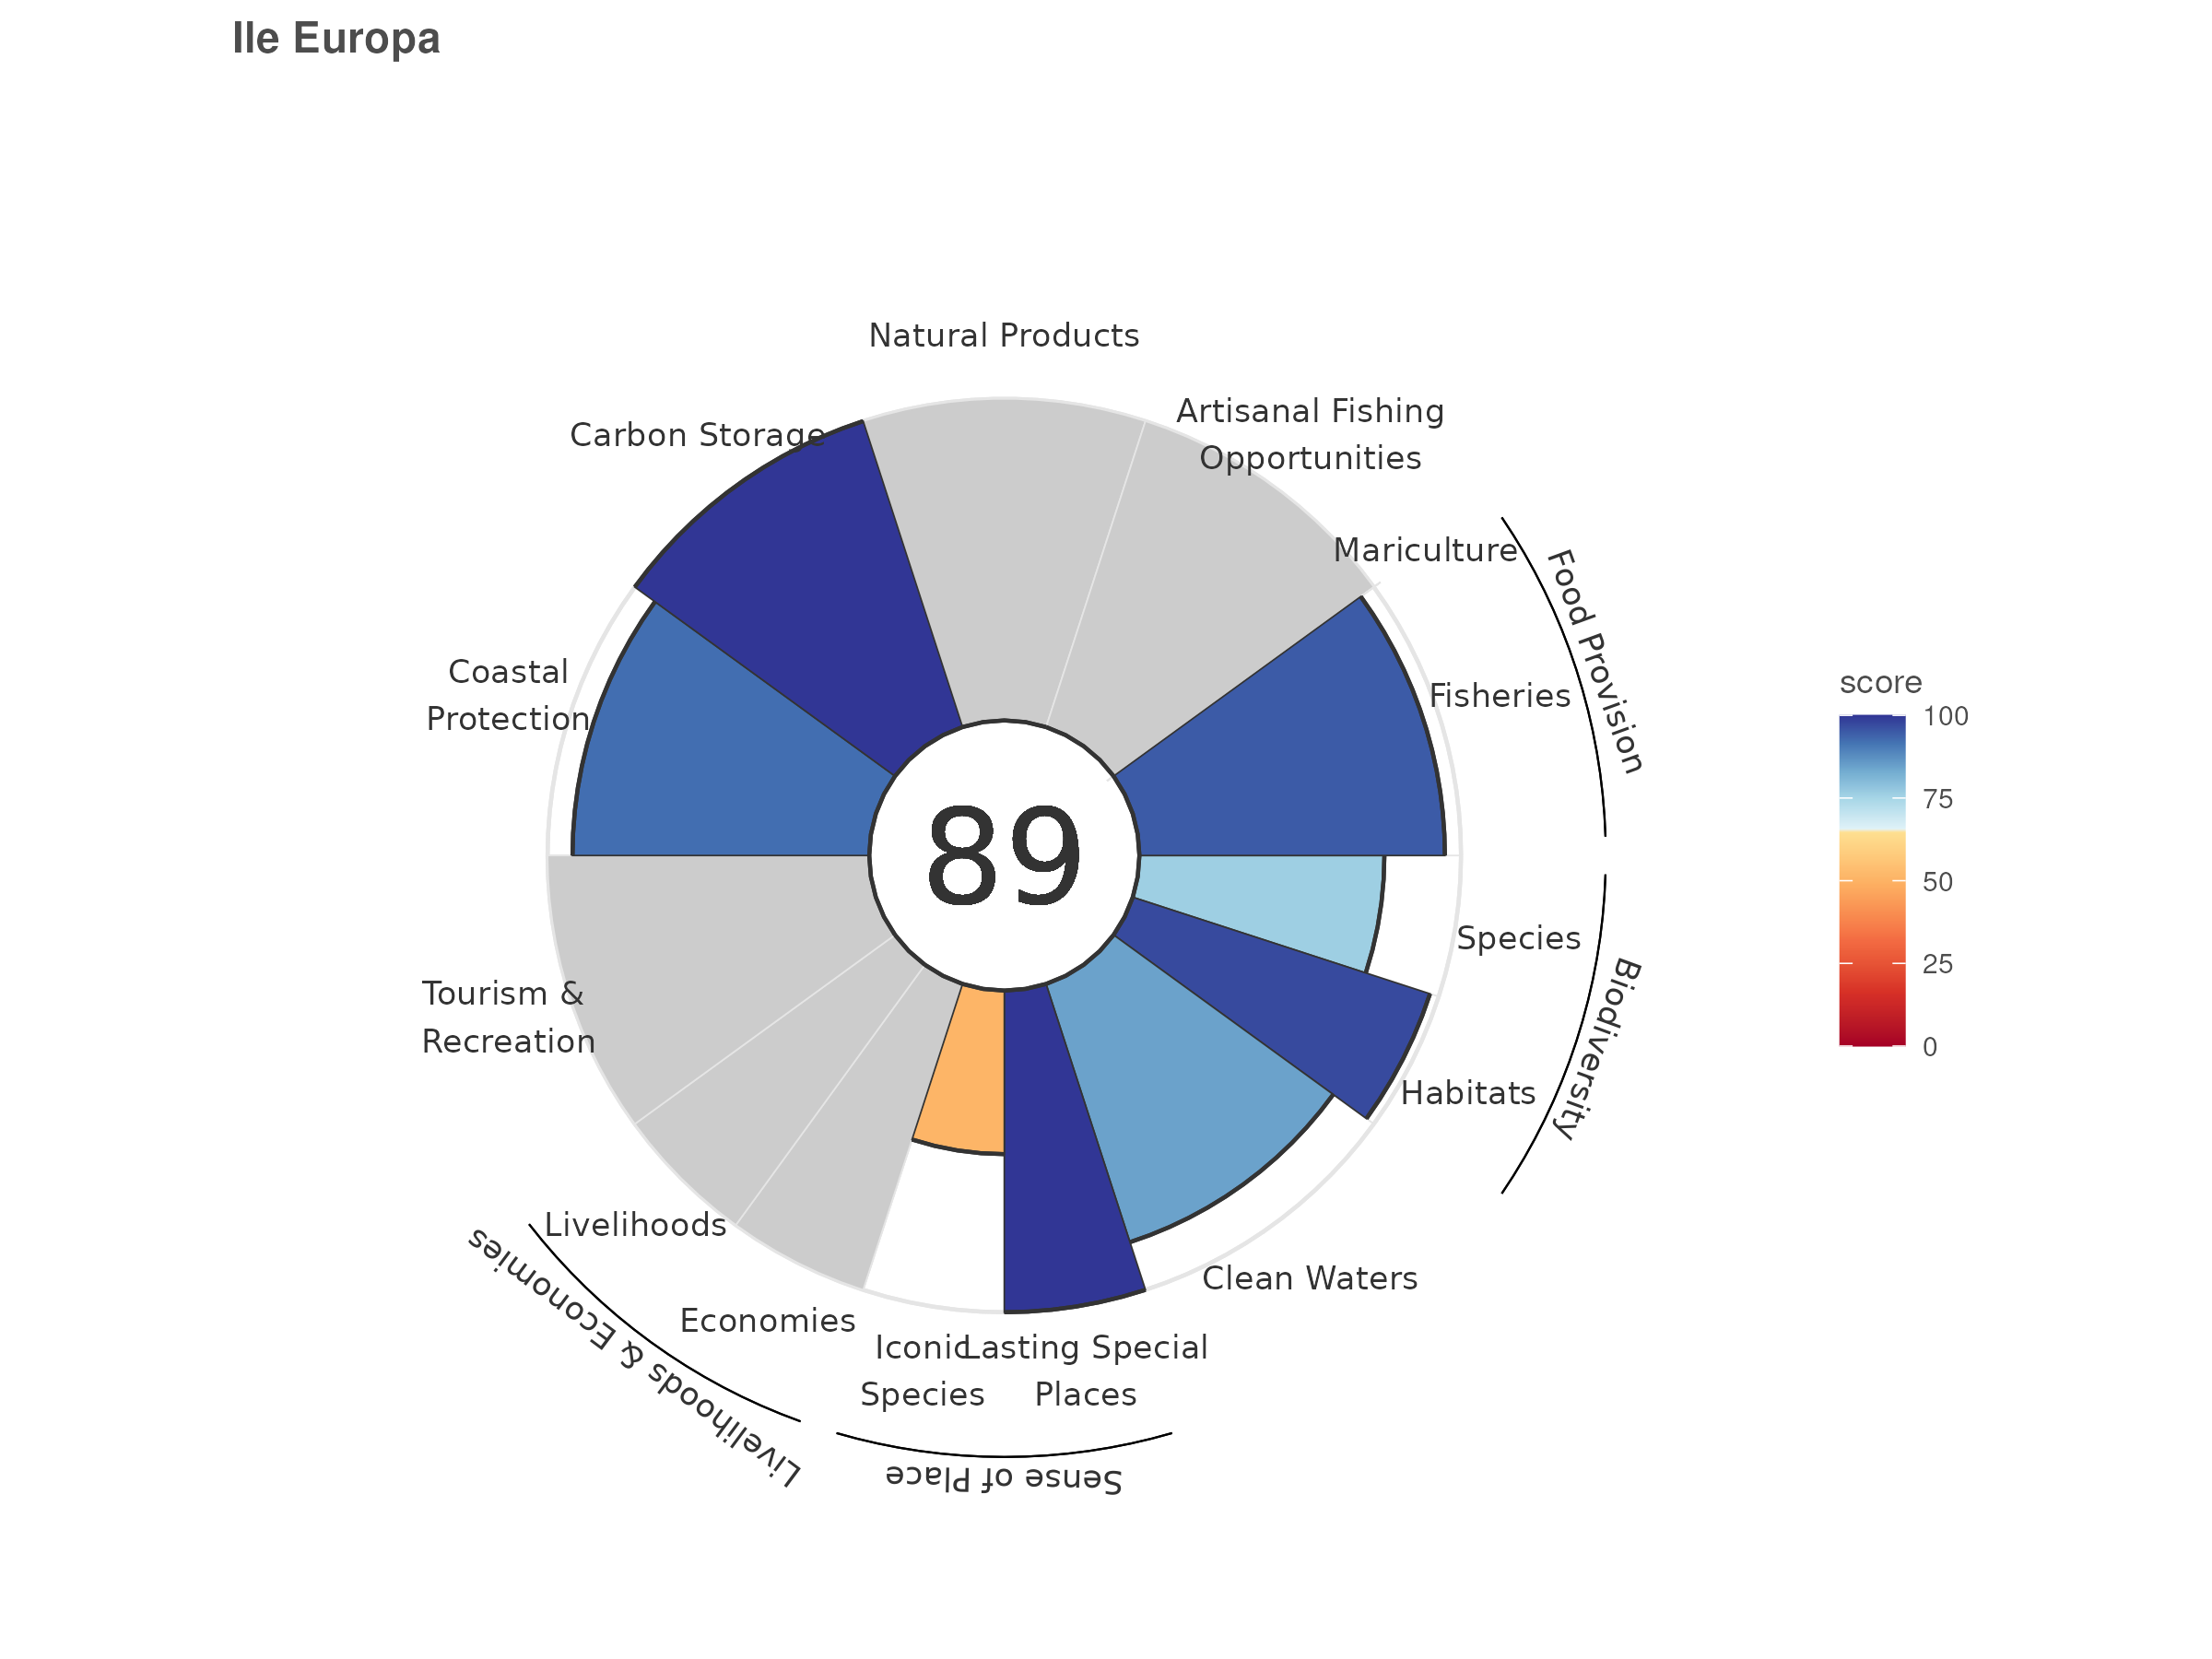 Ile Europa
Natural Products
Artisanal Fishing
Opportunities
Carbon Storage
Mariculture
Food Provision
Coastal
Protection
Fisheries
score
100
75
50
25
0
89
Species
Tourism &
Recreation
Biodiversity
Habitats
Livelihoods
Clean Waters
Livelihoods & Economies
Economies
Iconic
Species
Lasting Special
Places
Sense of Place